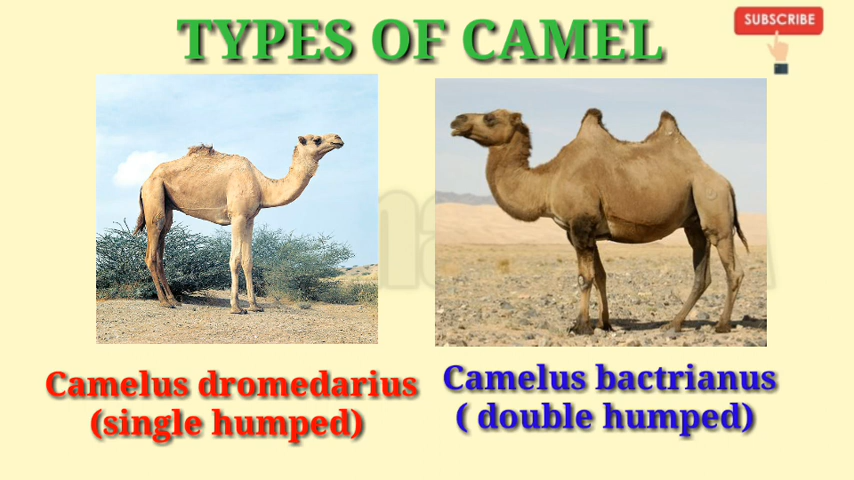 TYPES OF CAMEL
SUBSCRIBE
Camelus dromedarius
(single humped)
Camelus bactrianus
( double humped)